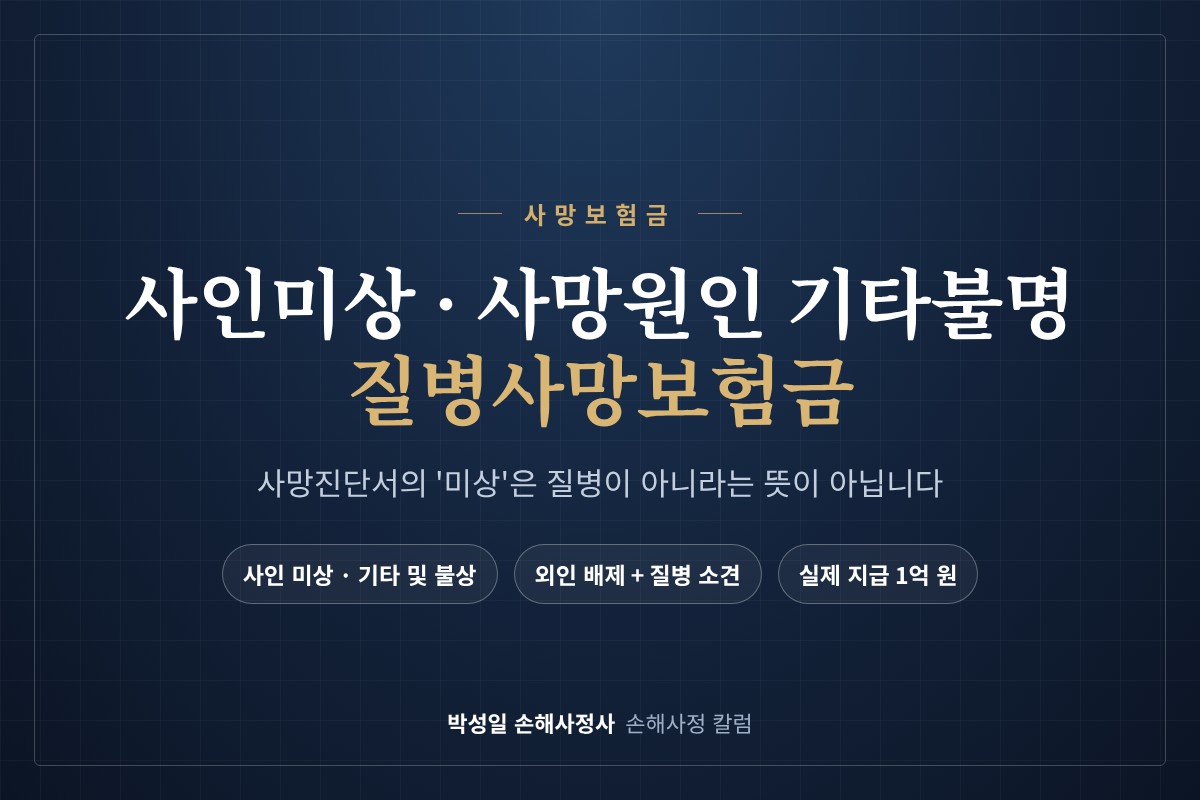 사망보험금
사인미상 · 사망원인 기타불명
질병사망보험금
사망진단서의 '미상'은 질병이 아니라는 뜻이 아닙니다
사인 미상 · 기타 및 불상
외인 배제 + 질병 소견
실제 지급 1억 원
박성일 손해사정사 손해사정 칼럼